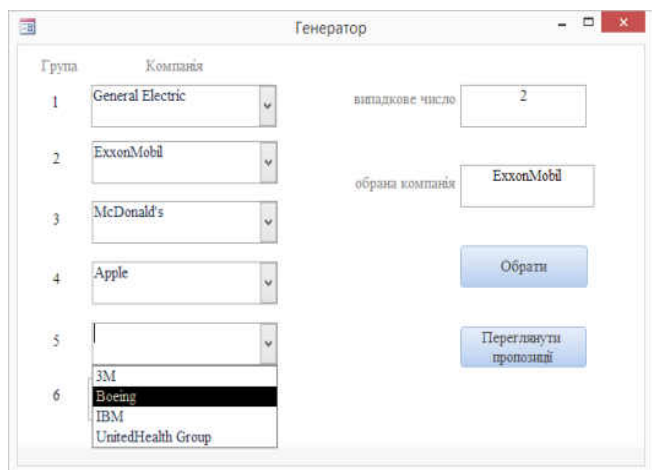 Генератор
Група Компанія
1 General Electric
випадкове число 2
2 ExxonMobil
обрана компанія ExxonMobil
3 McDonald's
4 Apple
Обрати
5
Переглянути
пропозиції
3M
6 Boeing
IBM
UnitedHealth Group